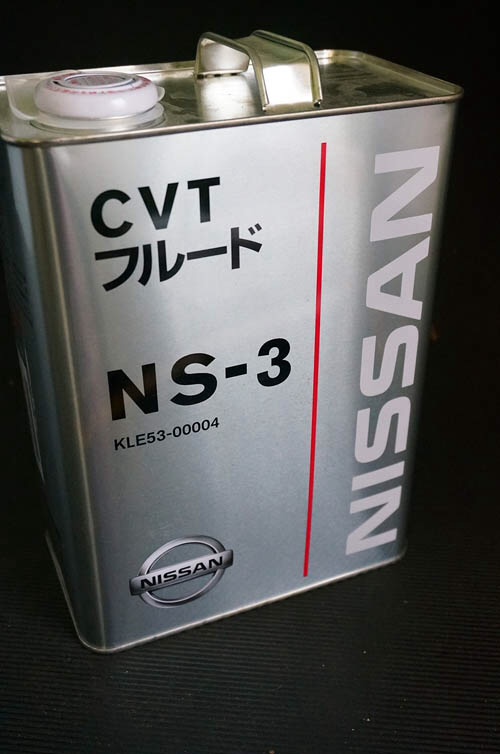 CVT
フルード
NS-3
KLE53-00004
NISSAN
NISSAN